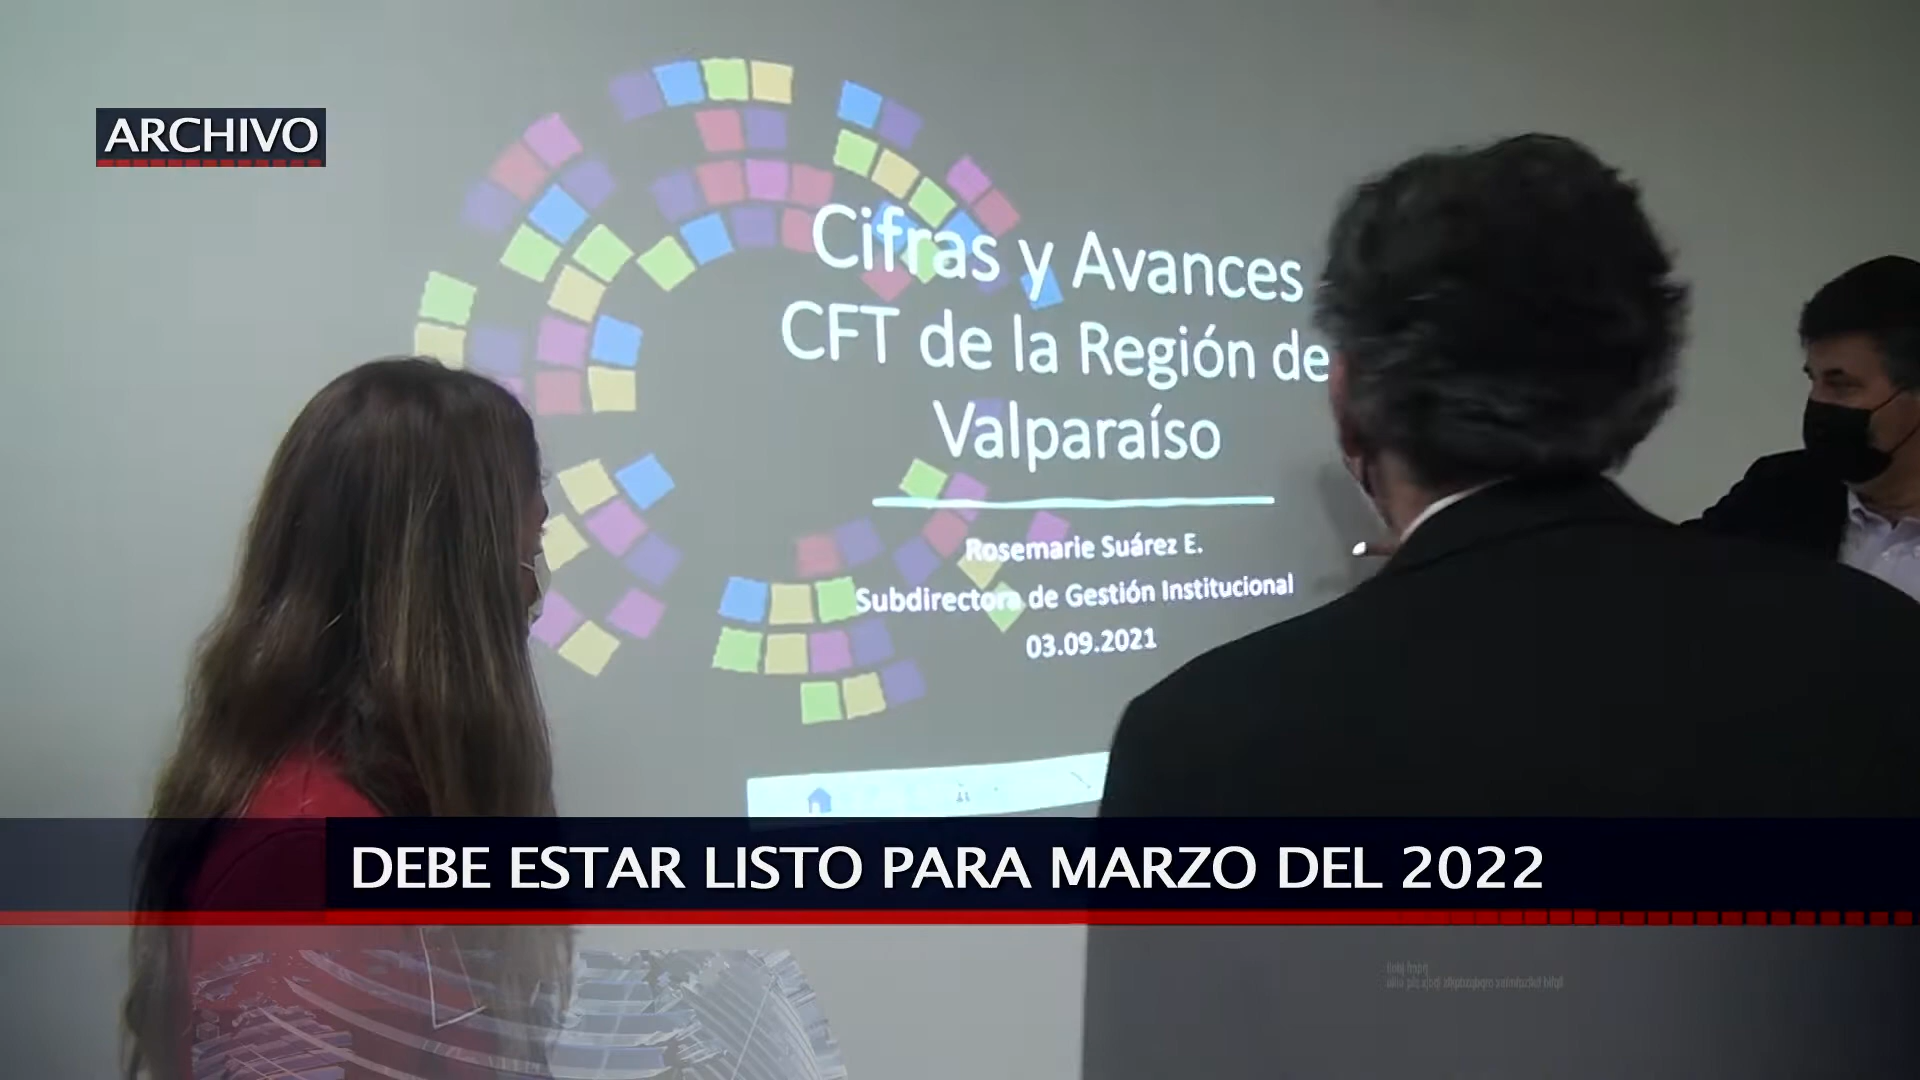 ARCHIVO
Cifras y Avances
CFT de la Región de
Valparaíso
Rosemarie Suárez E.
Subdirectora de Gestión Institucional
03.09.2021
DEBE ESTAR LISTO PARA MARZO DEL 2022